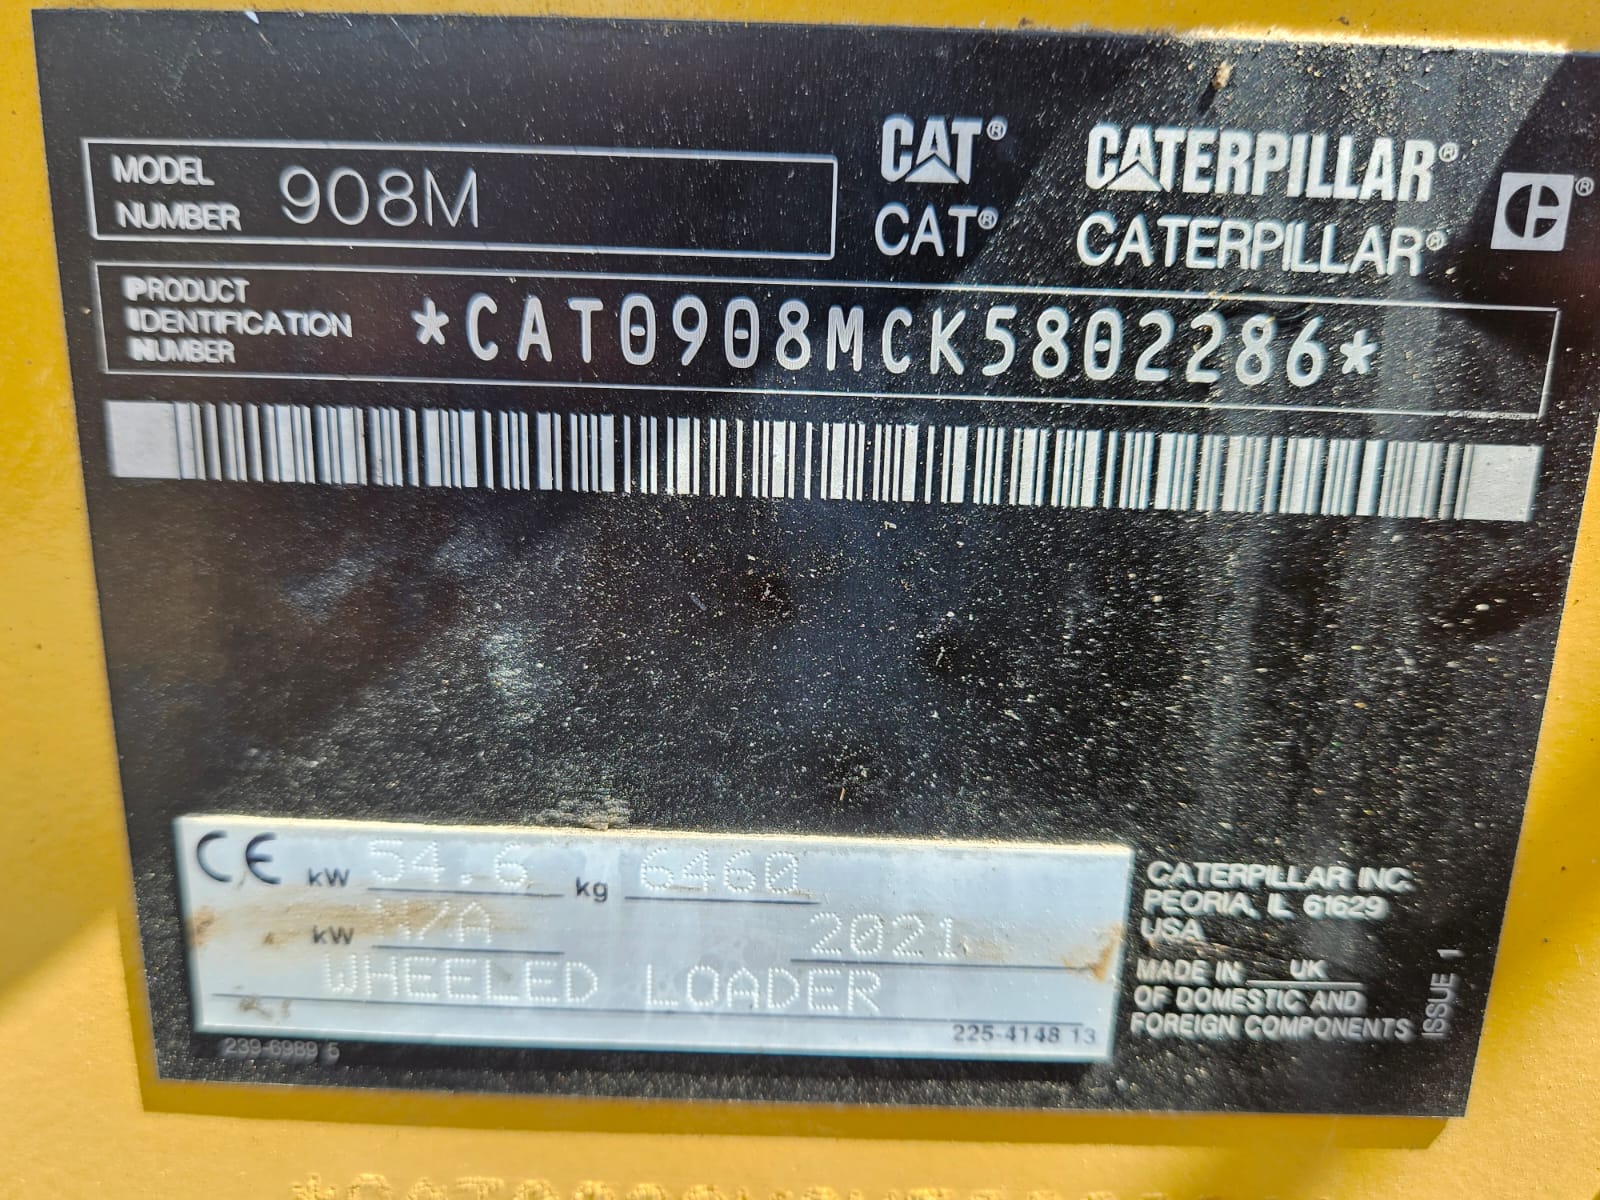 CAT® CATERPILLAR®
MODEL NUMBER 908M
CAT® CATERPILLAR®
PRODUCT IDENTIFICATION NUMBER *CAT0908MCK5802286*
CE kW 54.6 kg 6460
kW N/A 2021
WHEELED LOADER
225-4148 13
239-6989 5
CATERPILLAR INC.
PEORIA, IL 61629
USA
MADE IN UK
OF DOMESTIC AND
FOREIGN COMPONENTS
ISSUE 1